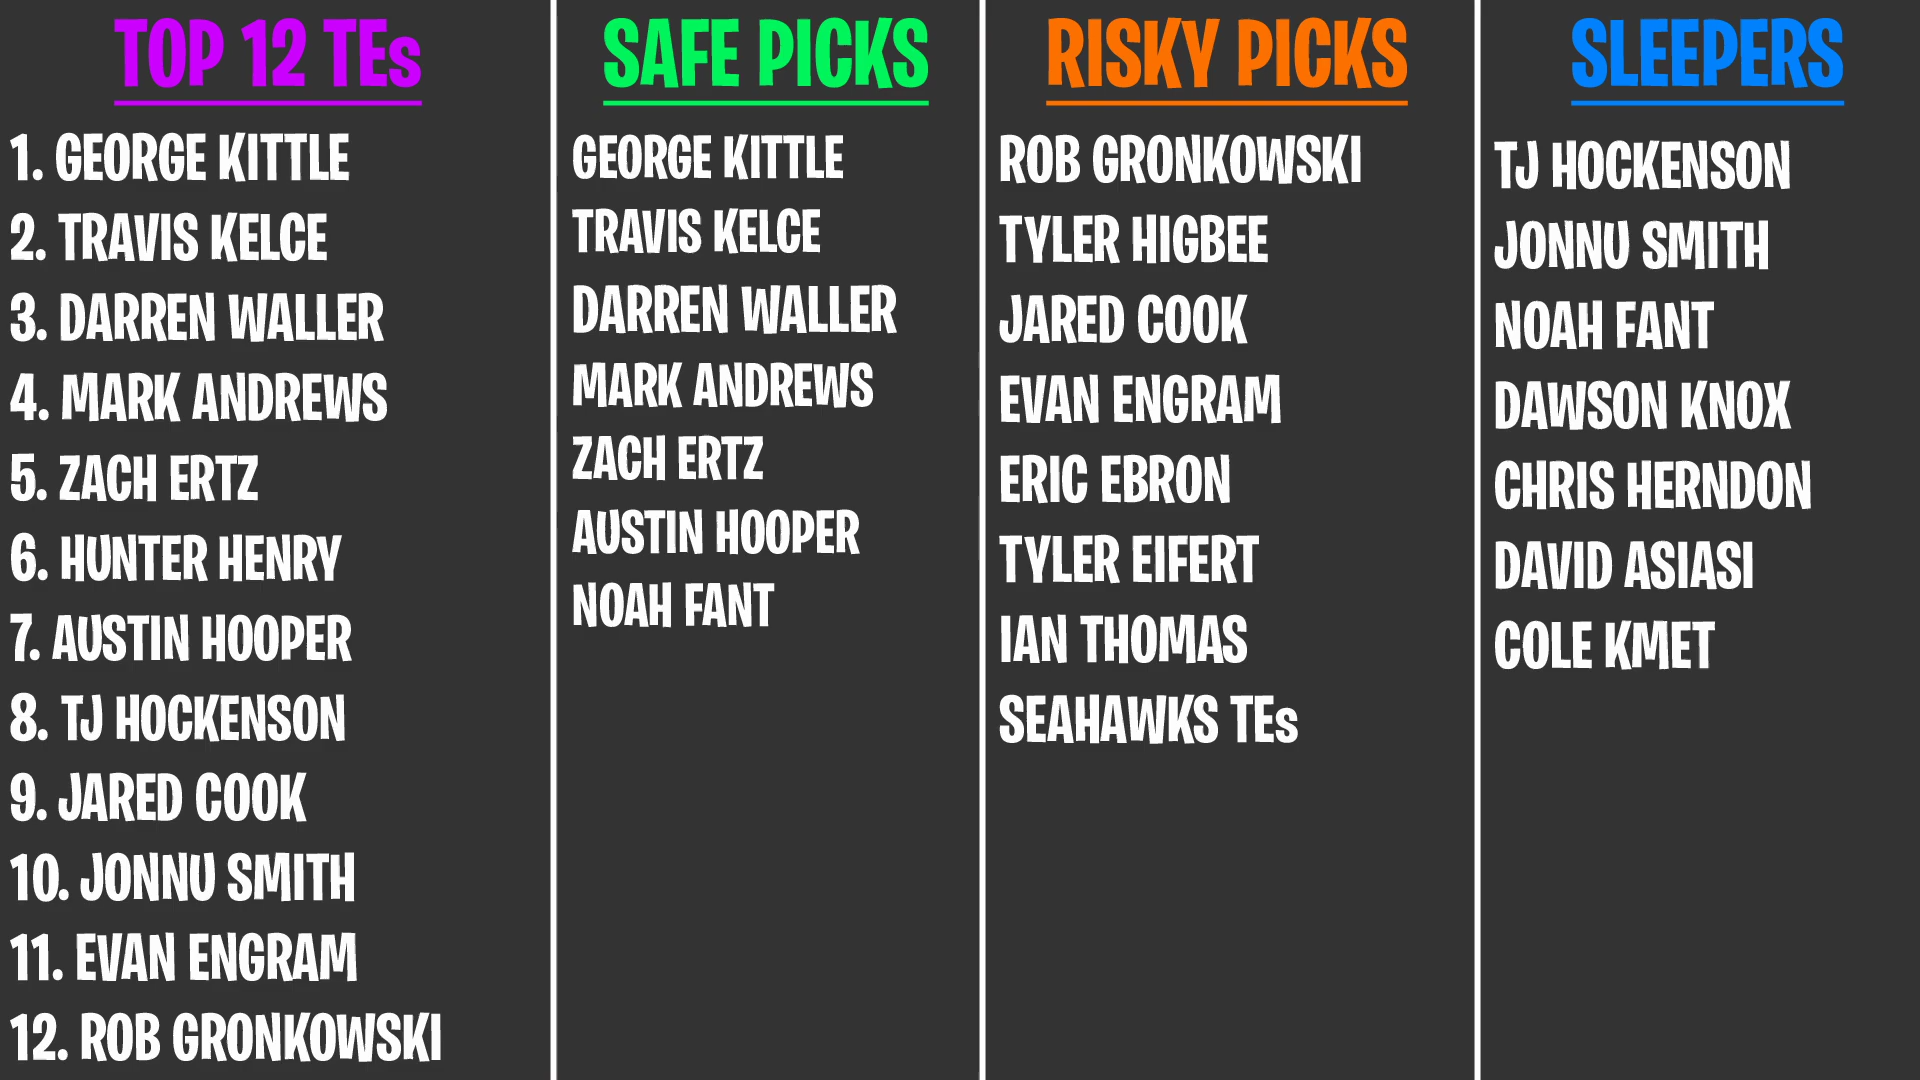 TOP 12 TEs
1. GEORGE KITTLE
2. TRAVIS KELCE
3. DARREN WALLER
4. MARK ANDREWS
5. ZACH ERTZ
6. HUNTER HENRY
7. AUSTIN HOOPER
8. TJ HOCKENSON
9. JARED COOK
10. JONNU SMITH
11. EVAN ENGRAM
12. ROB GRONKOWSKI
SAFE PICKS
GEORGE KITTLE
TRAVIS KELCE
DARREN WALLER
MARK ANDREWS
ZACH ERTZ
AUSTIN HOOPER
NOAH FANT
RISKY PICKS
ROB GRONKOWSKI
TYLER HIGBEE
JARED COOK
EVAN ENGRAM
ERIC EBRON
TYLER EIFERT
IAN THOMAS
SEAHAWKS TEs
SLEEPERS
TJ HOCKENSON
JONNU SMITH
NOAH FANT
DAWSON KNOX
CHRIS HERNDON
DAVID ASIASI
COLE KMET